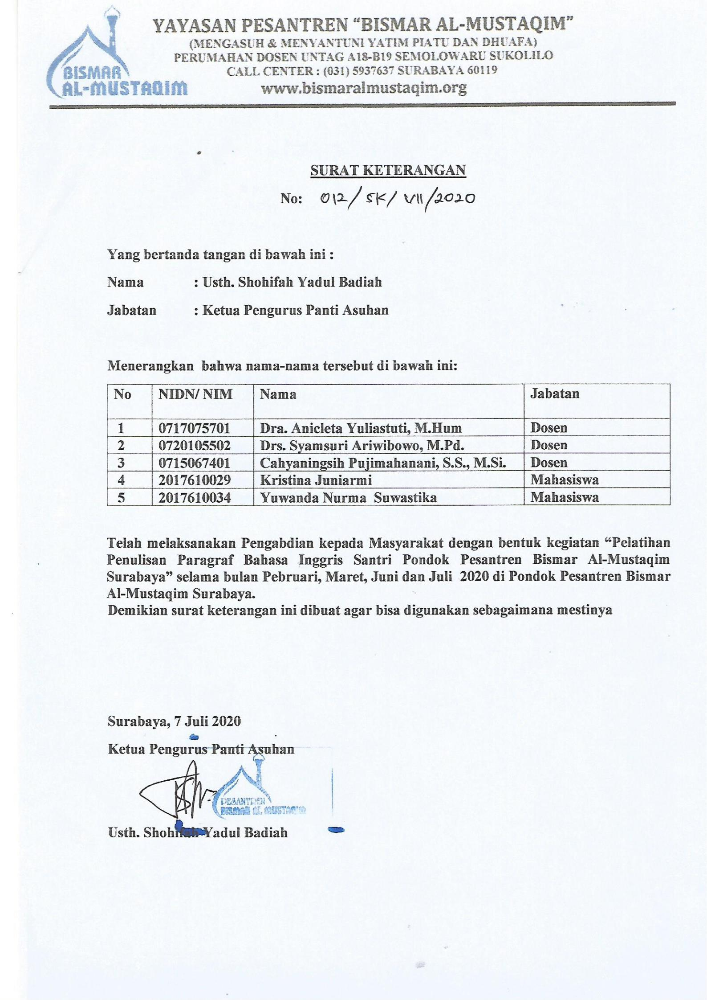 YAYASAN PESANTREN “BISMAR AL-MUSTAQIM”
(MENGASUH & MENYANTUNI YATIM PIATU DAN DHUAFA)
PERUMAHAN DOSEN UNTAG A18-B19 SEMOLOWARU SUKOLILO
CALL CENTER : (031) 5937637 SURABAYA 60119
www.bismaralmustaqim.org
BISMAR
AL-MUSTAQIM
SURAT KETERANGAN
No: 012/SK/VII/2020
Yang bertanda tangan di bawah ini :
Nama : Usth. Shohifah Yadul Badiah
Jabatan : Ketua Pengurus Panti Asuhan
Menerangkan bahwa nama-nama tersebut di bawah ini:
No NIDN/ NIM Nama Jabatan
1 0717075701 Dra. Anicleta Yuliastuti, M.Hum Dosen
2 0720105502 Drs. Syamsuri Ariwibowo, M.Pd. Dosen
3 0715067401 Cahyaningsih Pujimahanani, S.S., M.Si. Dosen
4 2017610029 Kristina Juniarmi Mahasiswa
5 2017610034 Yuwanda Nurma Suwastika Mahasiswa
Telah melaksanakan Pengabdian kepada Masyarakat dengan bentuk kegiatan “Pelatihan
Penulisan Paragraf Bahasa Inggris Santri Pondok Pesantren Bismar Al-Mustaqim
Surabaya” selama bulan Pebruari, Maret, Juni dan Juli 2020 di Pondok Pesantren Bismar
Al-Mustaqim Surabaya.
Demikian surat keterangan ini dibuat agar bisa digunakan sebagaimana mestinya
Surabaya, 7 Juli 2020
Ketua Pengurus Panti Asuhan
PESANTREN
BISMAR AL MUSTAQIM
Usth. Shohifah Yadul Badiah